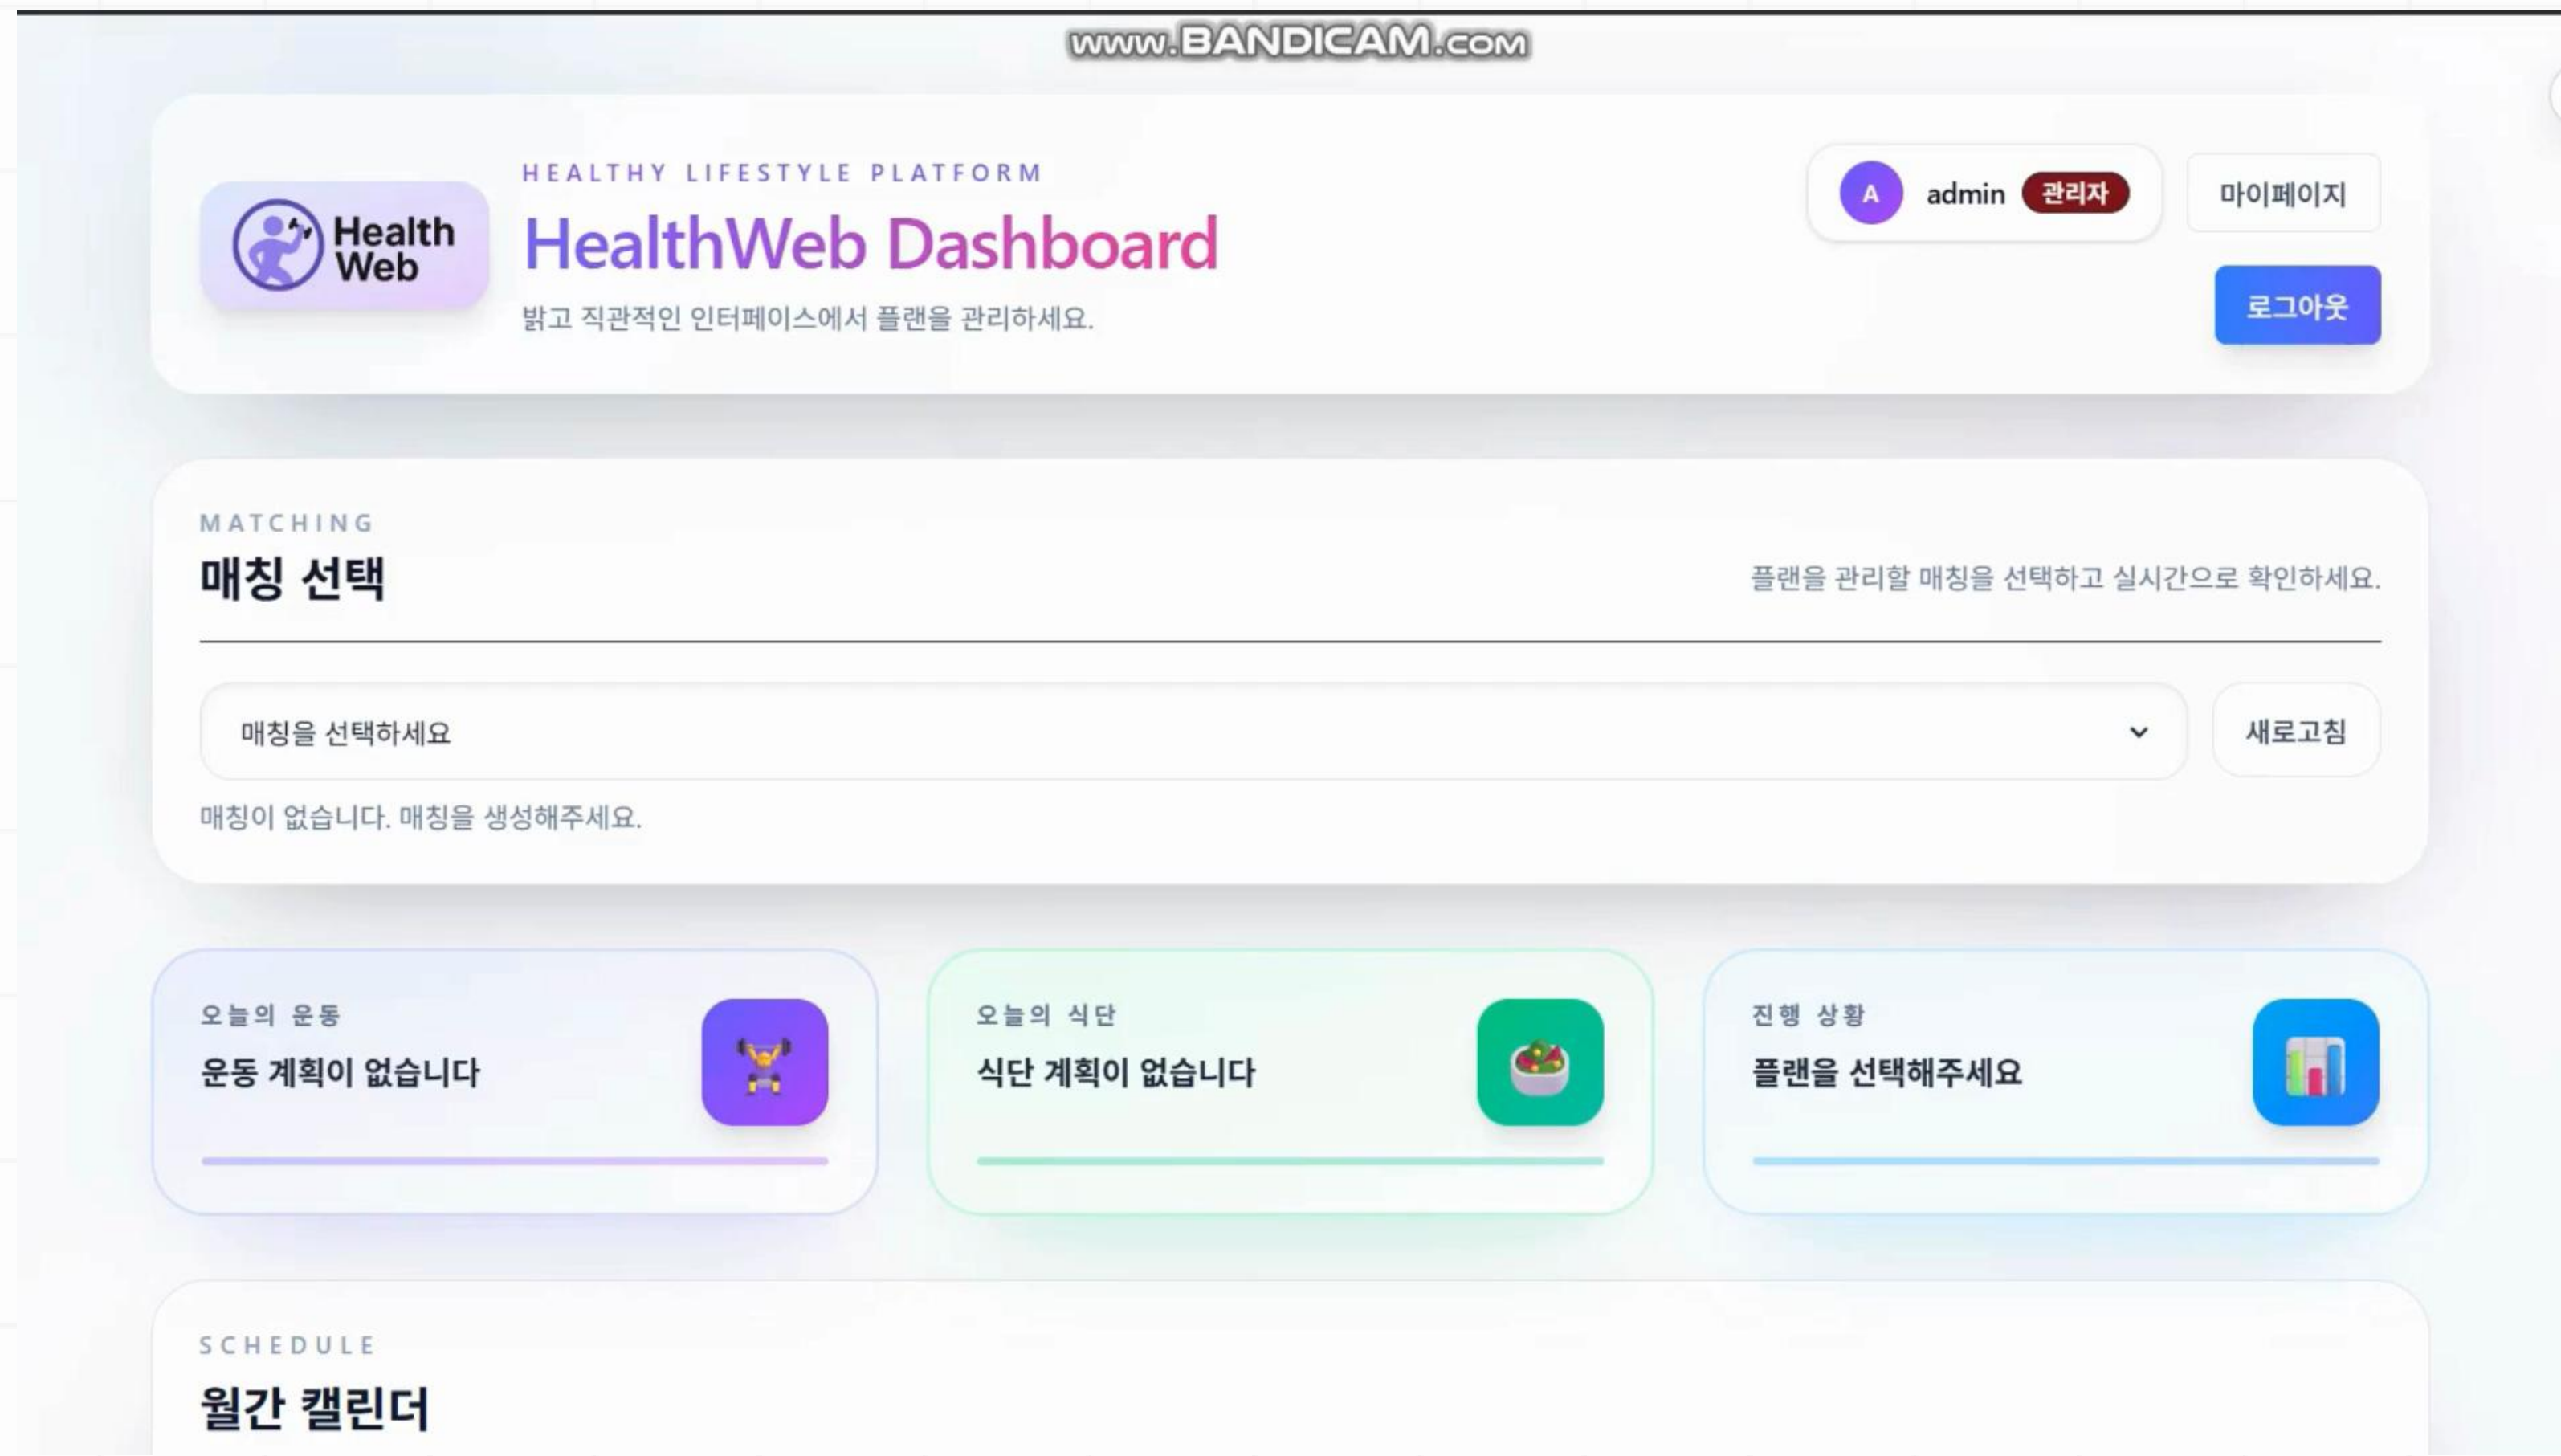 www.BANDICAM.com
Health
Web
HEALTHY LIFESTYLE PLATFORM
HealthWeb Dashboard
밝고 직관적인 인터페이스에서 플랜을 관리하세요.
A admin 관리자
마이페이지
로그아웃
MATCHING
매칭 선택
플랜을 관리할 매칭을 선택하고 실시간으로 확인하세요.
매칭을 선택하세요
새로고침
매칭이 없습니다. 매칭을 생성해주세요.
오늘의 운동
운동 계획이 없습니다
오늘의 식단
식단 계획이 없습니다
진행 상황
플랜을 선택해주세요
SCHEDULE
월간 캘린더